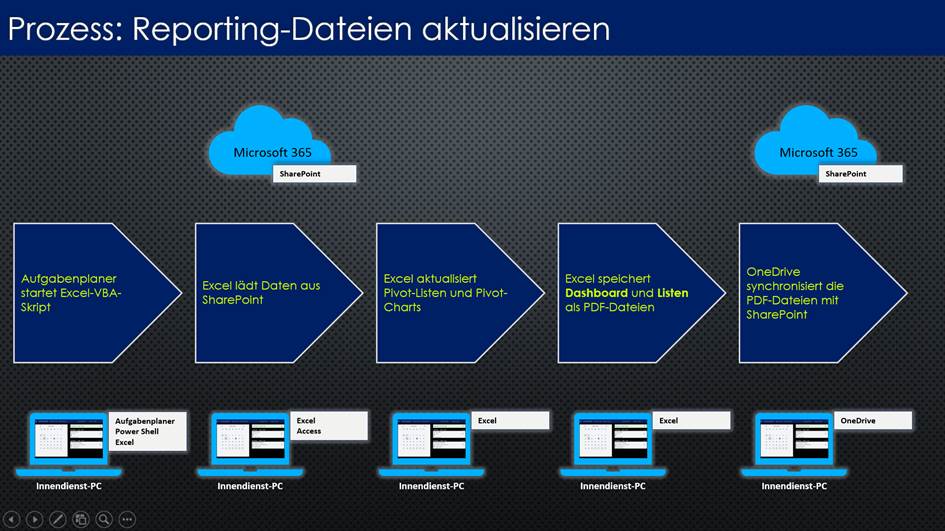 Prozess: Reporting-Dateien aktualisieren
Microsoft 365
SharePoint
Microsoft 365
SharePoint
Aufgabenplaner
startet Excel-VBA-
Skript
Excel lädt Daten aus
SharePoint
Excel aktualisiert
Pivot-Listen und Pivot-
Charts
Excel speichert
Dashboard und Listen
als PDF-Dateien
OneDrive
synchronisiert die
PDF-Dateien mit
SharePoint
Aufgabenplaner
Power Shell
Excel
Innendienst-PC
Excel
Access
Innendienst-PC
Excel
Innendienst-PC
Excel
Innendienst-PC
OneDrive
Innendienst-PC